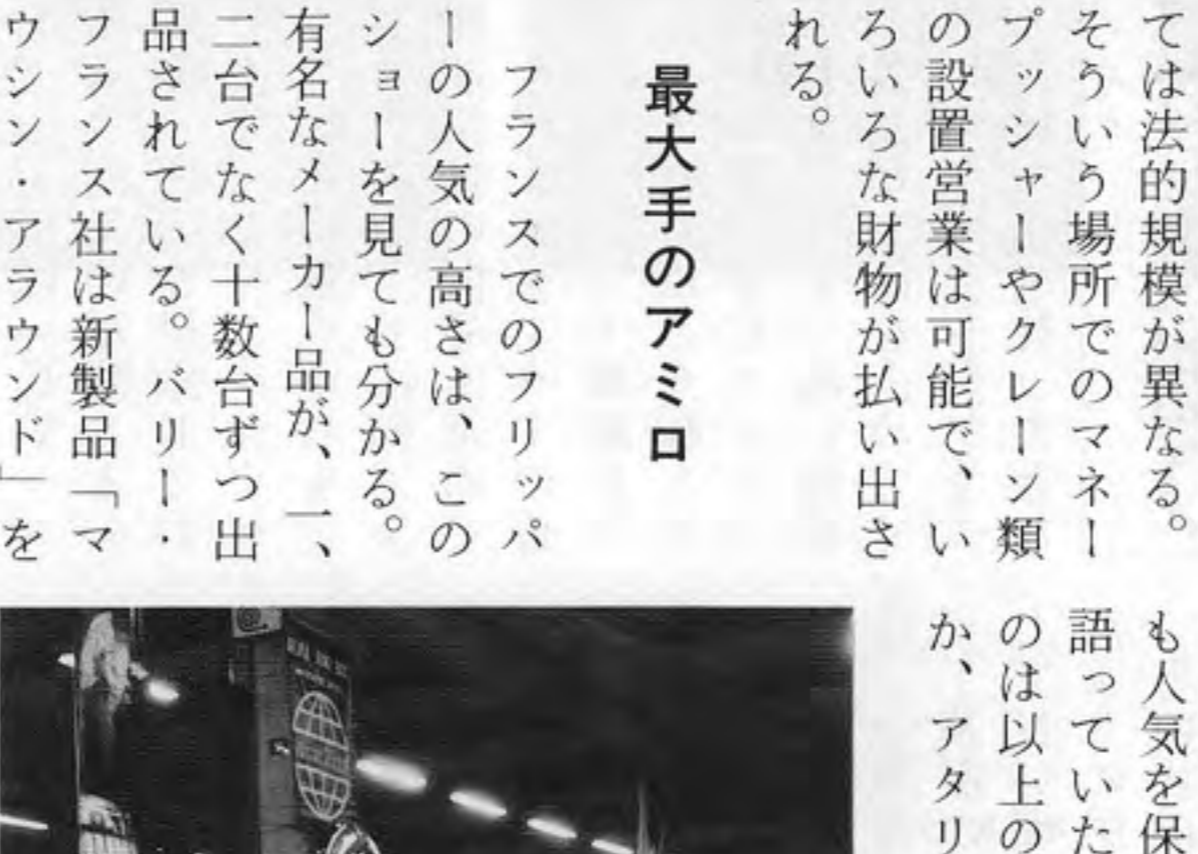 ては法的規模が異なる。
そういう場所でのマネー
プッシャーやクレーン類
の設置営業は可能で、い
ろいろな財物が払い出さ
れる。
最大手のアミロ
フランスでのフリッパ
ーの人気の高さは、この
ショーを見ても分かる。
有名なメーカー品が、一、
二台でなく十数台ずつ出
品されている。バリー・
フランス社は新製品「マ
ウシン・アラウンド」を
も人気を保
語っていた
のは以上の
か、アタリ